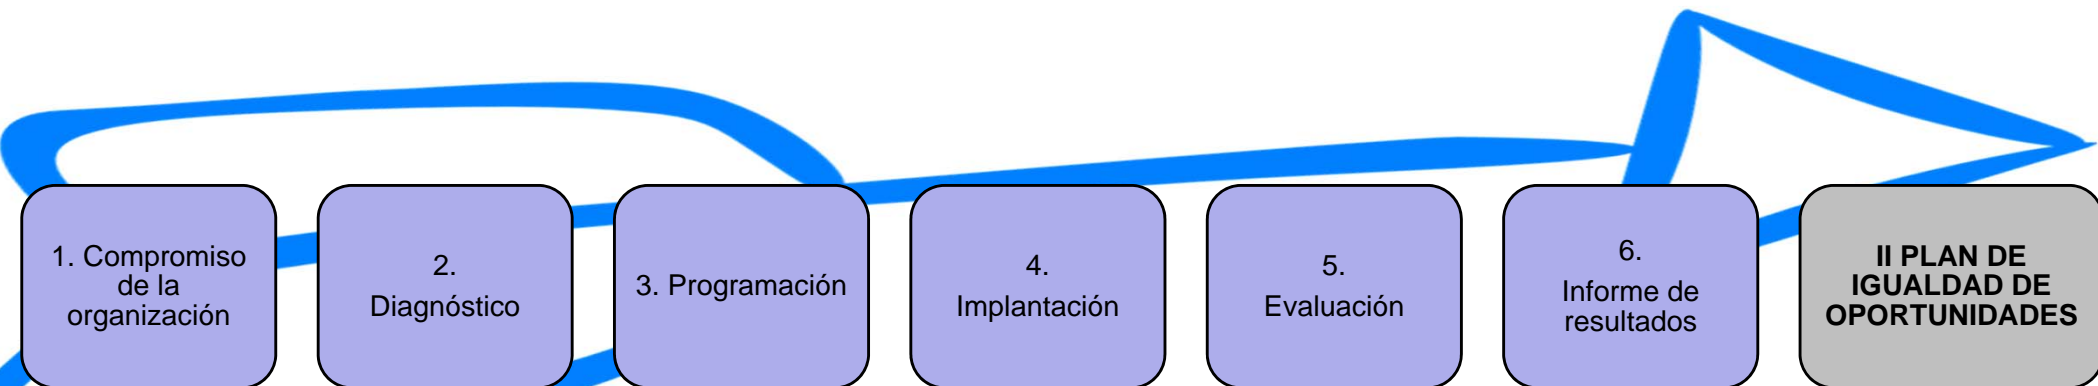 1. Compromiso
de la
organización
2.
Diagnóstico
3. Programación
4.
Implantación
5.
Evaluación
6.
Informe de
resultados
II PLAN DE
IGUALDAD DE
OPORTUNIDADES